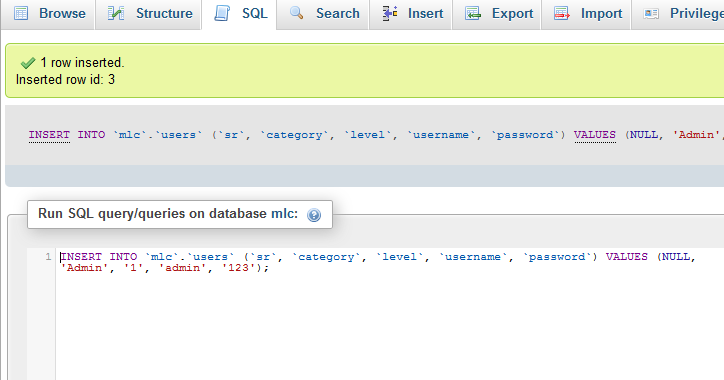 Browse Structure SQL Search Insert Export Import Privilege
1 row inserted.
Inserted row id: 3
INSERT INTO `mlc`.`users` (`sr`, `category`, `level`, `username`, `password`) VALUES (NULL, 'Admin',
Run SQL query/queries on database mlc:
1 INSERT INTO `mlc`.`users` (`sr`, `category`, `level`, `username`, `password`) VALUES (NULL,
'Admin', '1', 'admin', '123');